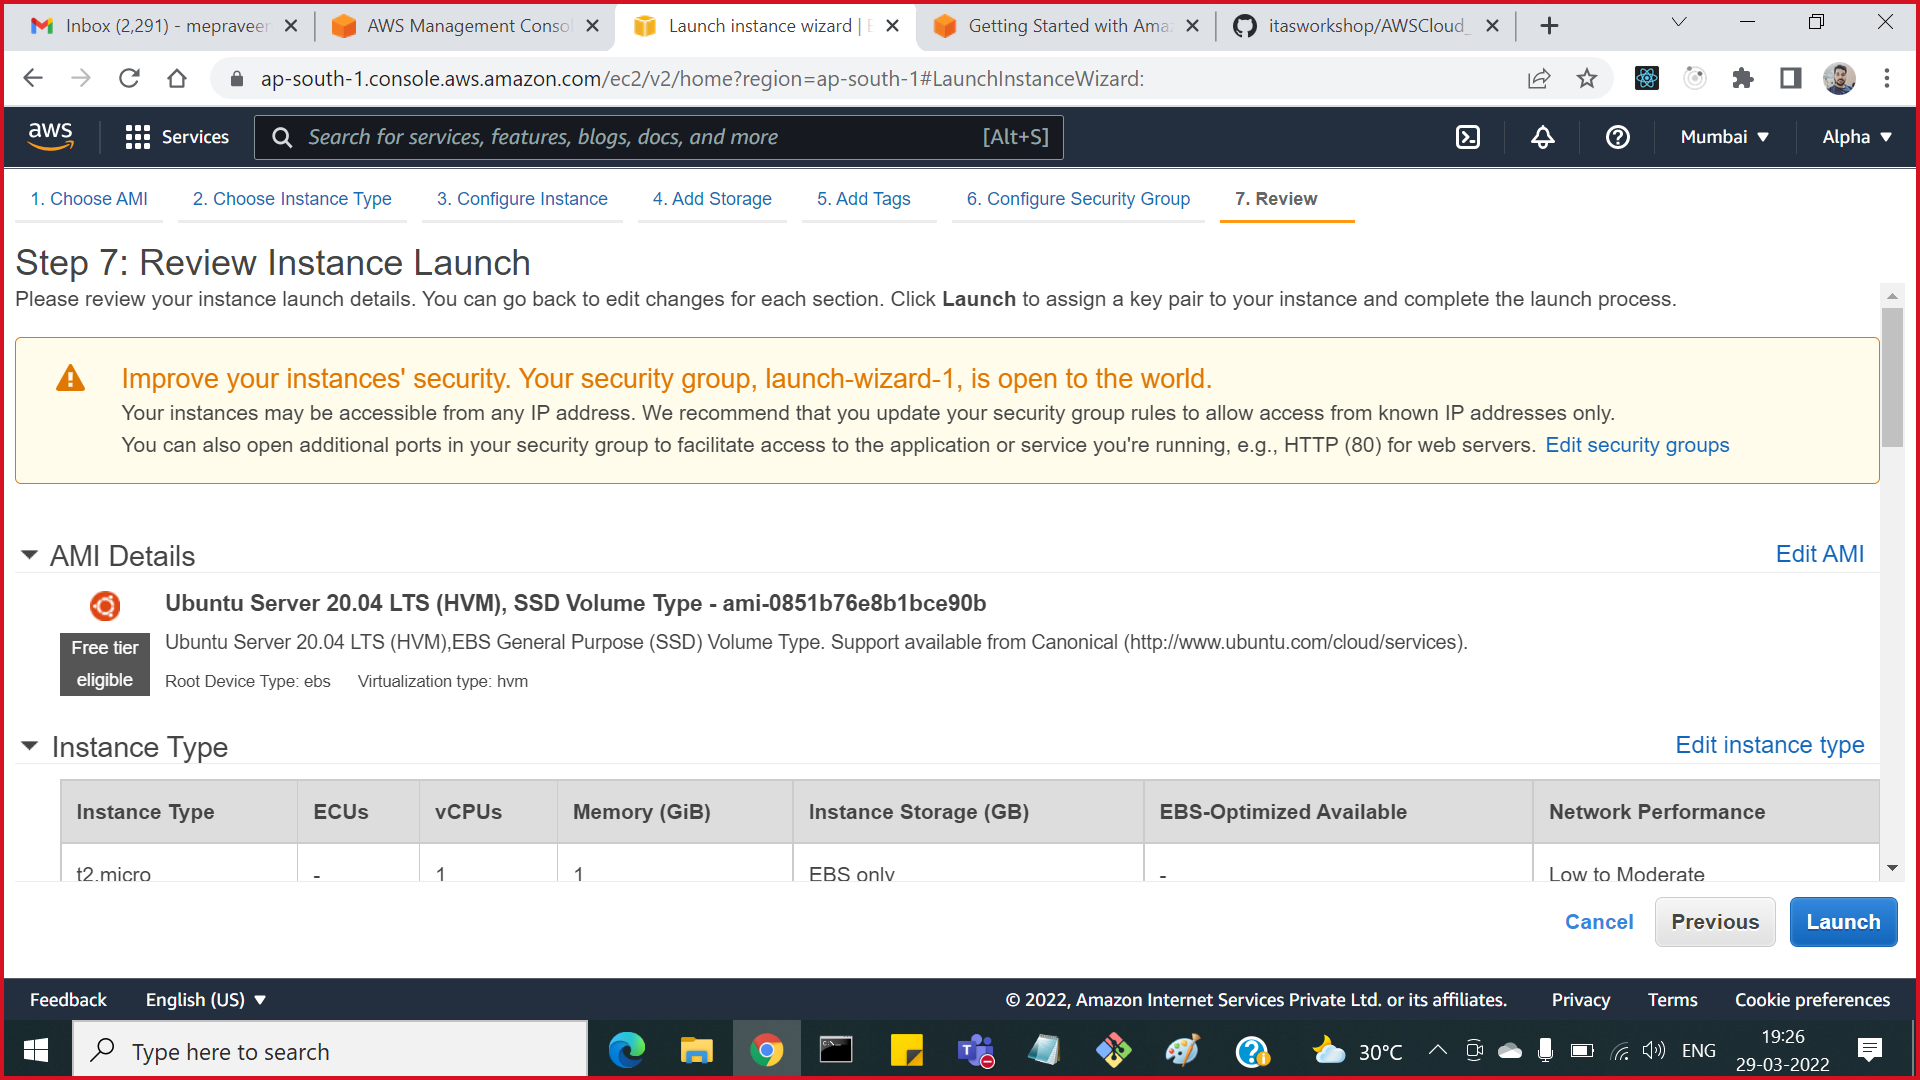 Inbox (2,291) - mepraveen
AWS Management Consol
Launch instance wizard | E
Getting Started with Amaz
itasworkshop/AWSCloud_
ap-south-1.console.aws.amazon.com/ec2/v2/home?region=ap-south-1#LaunchInstanceWizard:
aws
Services
Search for services, features, blogs, docs, and more
[Alt+S]
Mumbai
Alpha
1. Choose AMI
2. Choose Instance Type
3. Configure Instance
4. Add Storage
5. Add Tags
6. Configure Security Group
7. Review
Step 7: Review Instance Launch
Please review your instance launch details. You can go back to edit changes for each section. Click Launch to assign a key pair to your instance and complete the launch process.
Improve your instances' security. Your security group, launch-wizard-1, is open to the world.
Your instances may be accessible from any IP address. We recommend that you update your security group rules to allow access from known IP addresses only.
You can also open additional ports in your security group to facilitate access to the application or service you're running, e.g., HTTP (80) for web servers. Edit security groups
AMI Details
Edit AMI
Ubuntu Server 20.04 LTS (HVM), SSD Volume Type - ami-0851b76e8b1bce90b
Free tier eligible
Ubuntu Server 20.04 LTS (HVM),EBS General Purpose (SSD) Volume Type. Support available from Canonical (http://www.ubuntu.com/cloud/services).
Root Device Type: ebs Virtualization type: hvm
Instance Type
Edit instance type
Instance Type ECUs vCPUs Memory (GiB) Instance Storage (GB) EBS-Optimized Available Network Performance
t2.micro - 1 1 EBS only - Low to Moderate
Cancel
Previous
Launch
Feedback
English (US)
© 2022, Amazon Internet Services Private Ltd. or its affiliates.
Privacy
Terms
Cookie preferences
Type here to search
30°C
ENG
19:26
29-03-2022